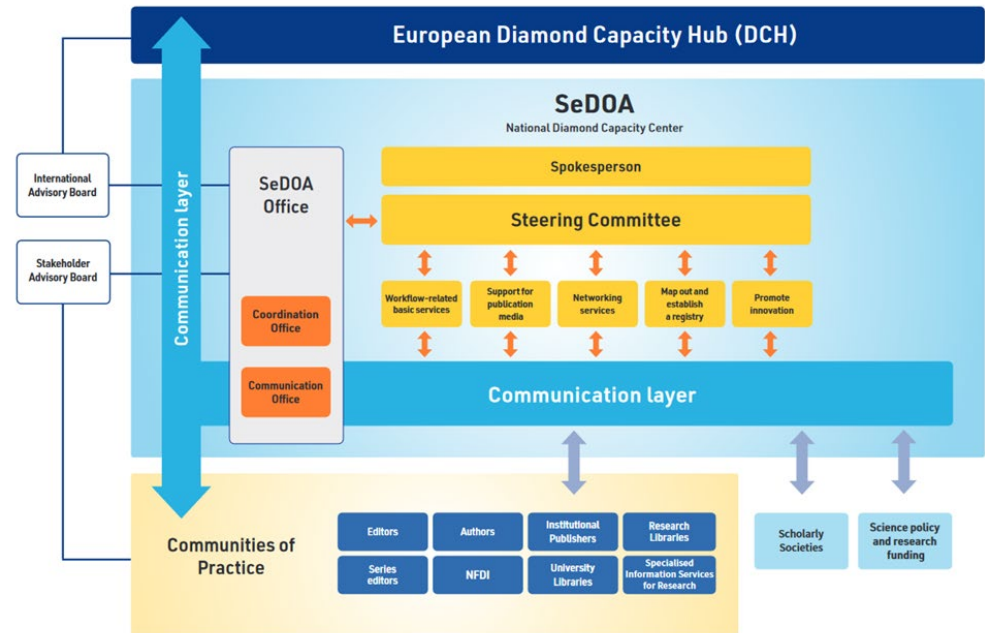 European Diamond Capacity Hub (DCH)
SeDOA
National Diamond Capacity Center
International
Advisory Board
Stakeholder
Advisory Board
Communication layer
SeDOA
Office
Coordination
Office
Communication
Office
Spokesperson
Steering Committee
Workflow-related
basic services
Support for
publication
media
Networking
services
Map out and
establish
a registry
Promote
innovation
Communication layer
Communities of
Practice
Editors
Authors
Institutional
Publishers
Research
Libraries
Series
editors
NFDI
University
Libraries
Specialised
Information Services
for Research
Scholarly
Societies
Science policy
and research
funding